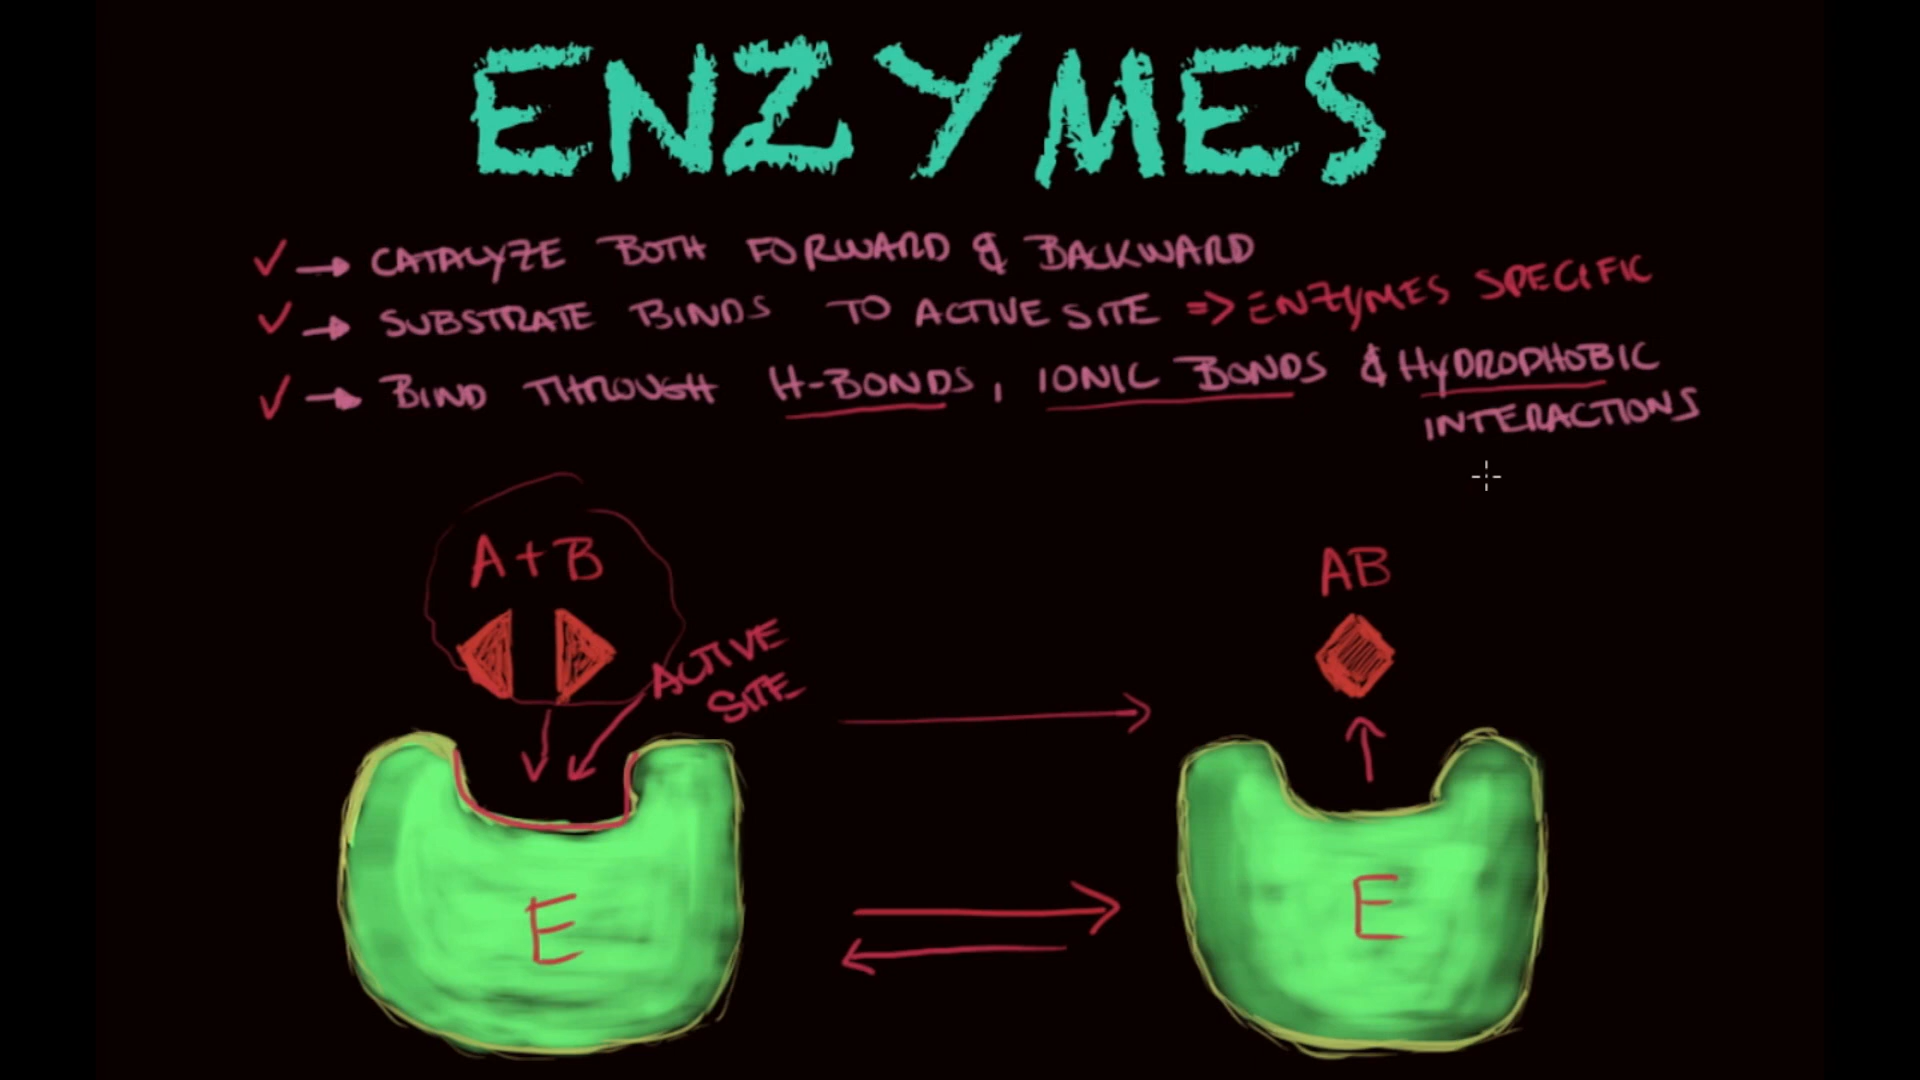 ENZYMES
✓ → CATALYZE BOTH FORWARD & BACKWARD
✓ → SUBSTRATE BINDS TO ACTIVE SITE => ENZYMES SPECIFIC
✓ → BIND THROUGH H-BONDS, IONIC BONDS & HYDROPHOBIC
INTERACTIONS
A + B
AB
ACTIVE
SITE
E
E